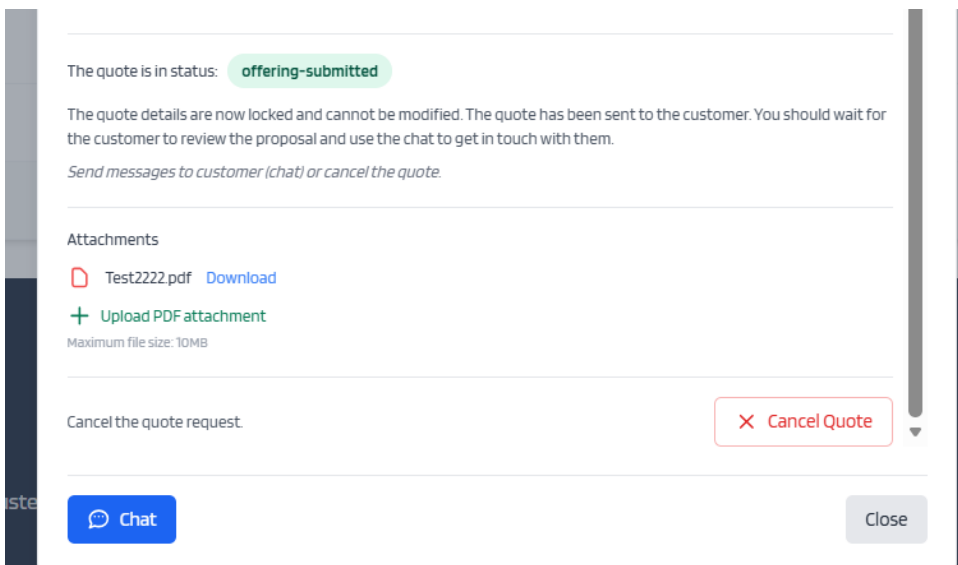 The quote is in status: offering-submitted
The quote details are now locked and cannot be modified. The quote has been sent to the customer. You should wait for
the customer to review the proposal and use the chat to get in touch with them.
Send messages to customer (chat) or cancel the quote.
Attachments
Test2222.pdf Download
Upload PDF attachment
Maximum file size: 10MB
Cancel the quote request. Cancel Quote
uste
Chat Close